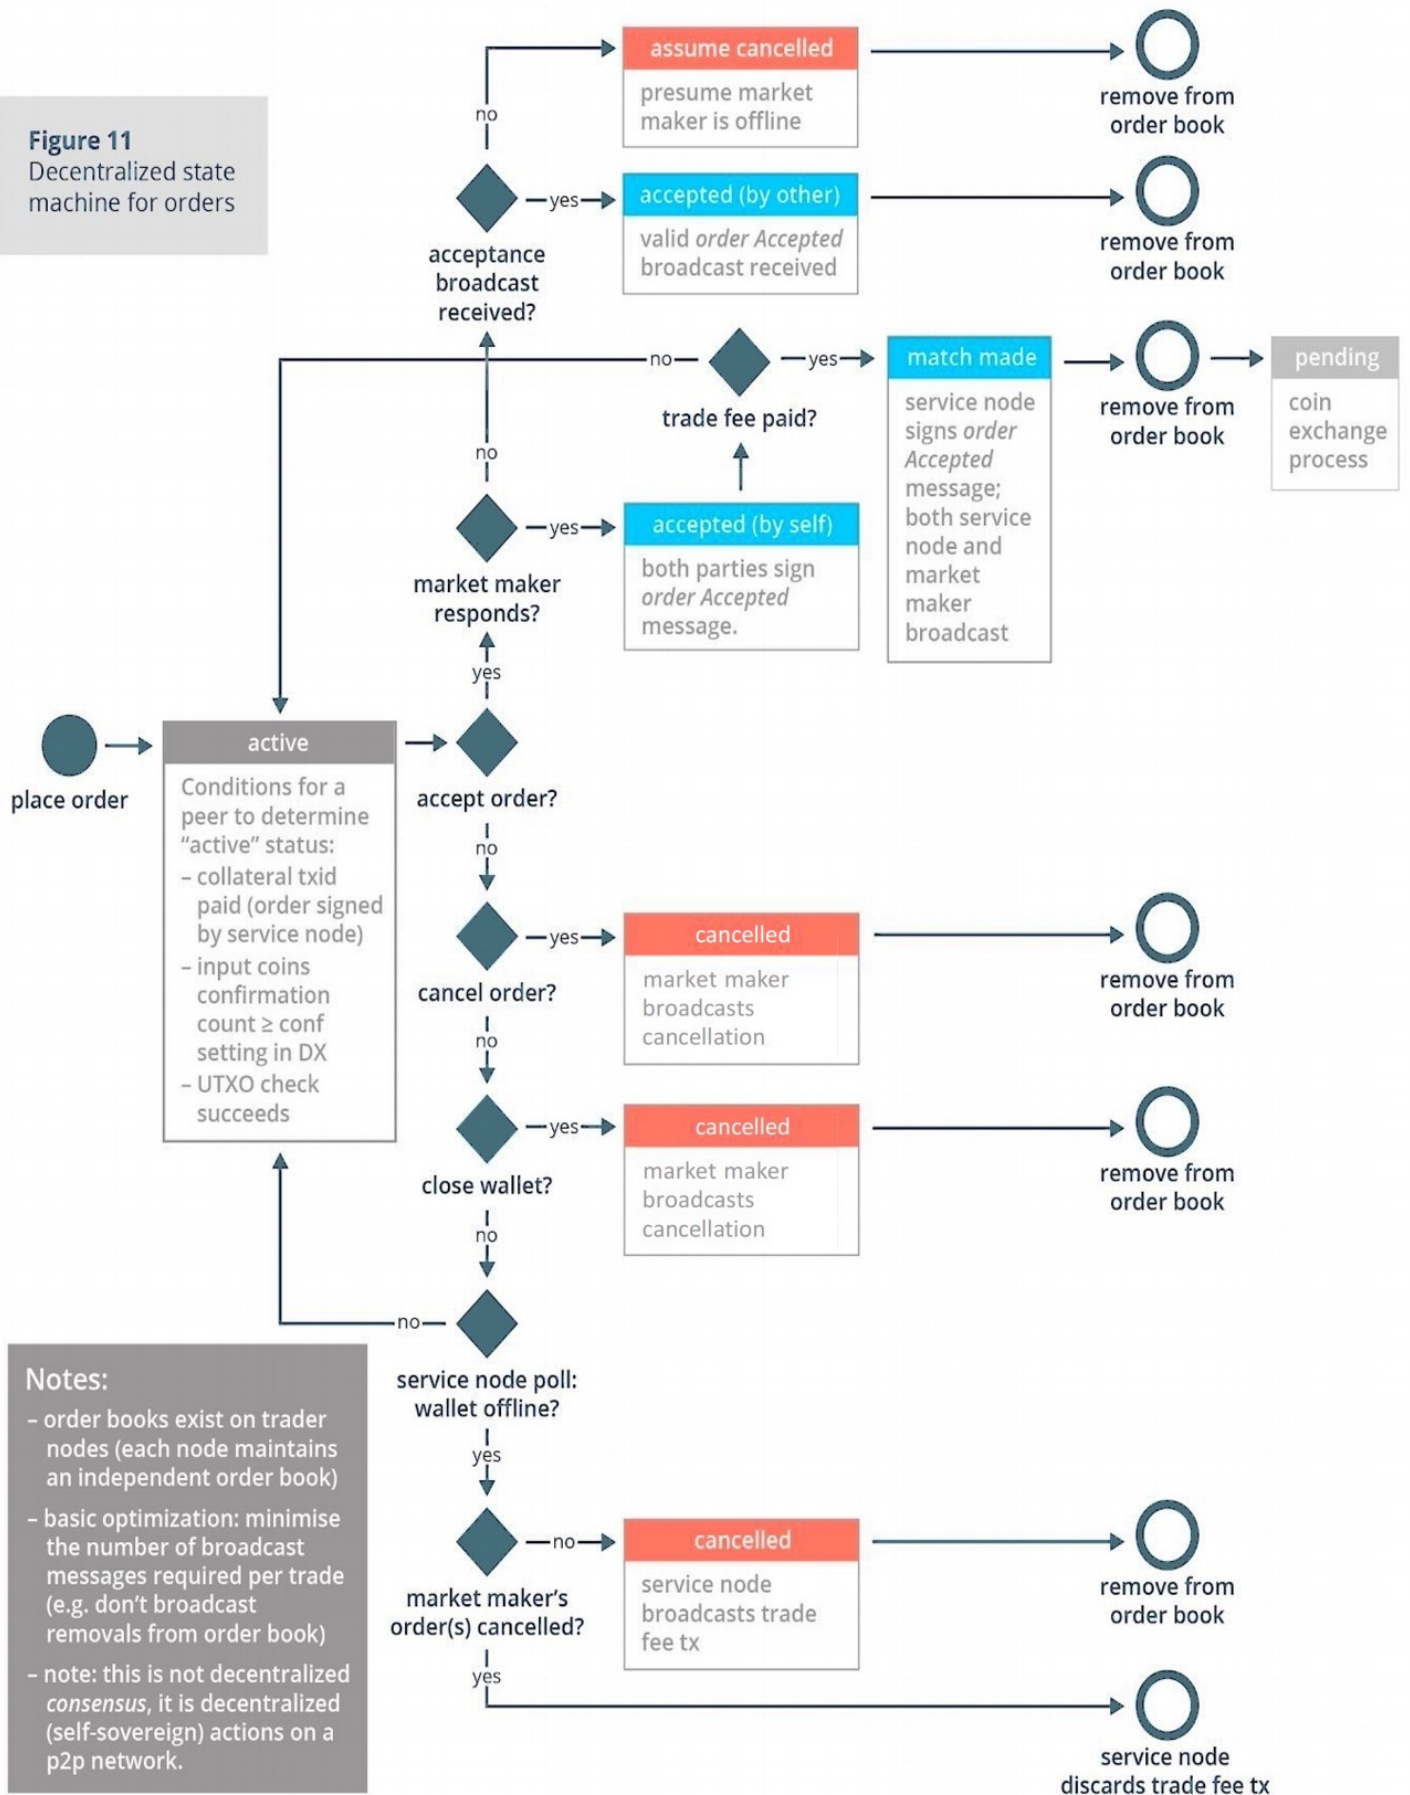 Figure 11
Decentralized state
machine for orders
assume cancelled
presume market
maker is offline
remove from
order book
no
yes
acceptance
broadcast
received?
accepted (by other)
valid order Accepted
broadcast received
remove from
order book
no
trade fee paid?
yes
match made
service node
signs order
Accepted
message;
both service
node and
market
maker
broadcast
remove from
order book
pending
coin
exchange
process
no
market maker
responds?
yes
accepted (by self)
both parties sign
order Accepted
message.
yes
place order
active
Conditions for a
peer to determine
“active” status:
– collateral txid
paid (order signed
by service node)
– input coins
confirmation
count ≥ conf
setting in DX
– UTXO check
succeeds
accept order?
no
cancel order?
yes
cancelled
market maker
broadcasts
cancellation
remove from
order book
no
close wallet?
yes
cancelled
market maker
broadcasts
cancellation
remove from
order book
no
no
service node poll:
wallet offline?
yes
market maker’s
order(s) cancelled?
no
cancelled
service node
broadcasts trade
fee tx
remove from
order book
yes
service node
discards trade fee tx
Notes:
– order books exist on trader
nodes (each node maintains
an independent order book)
– basic optimization: minimise
the number of broadcast
messages required per trade
(e.g. don’t broadcast
removals from order book)
– note: this is not decentralized
consensus, it is decentralized
(self-sovereign) actions on a
p2p network.